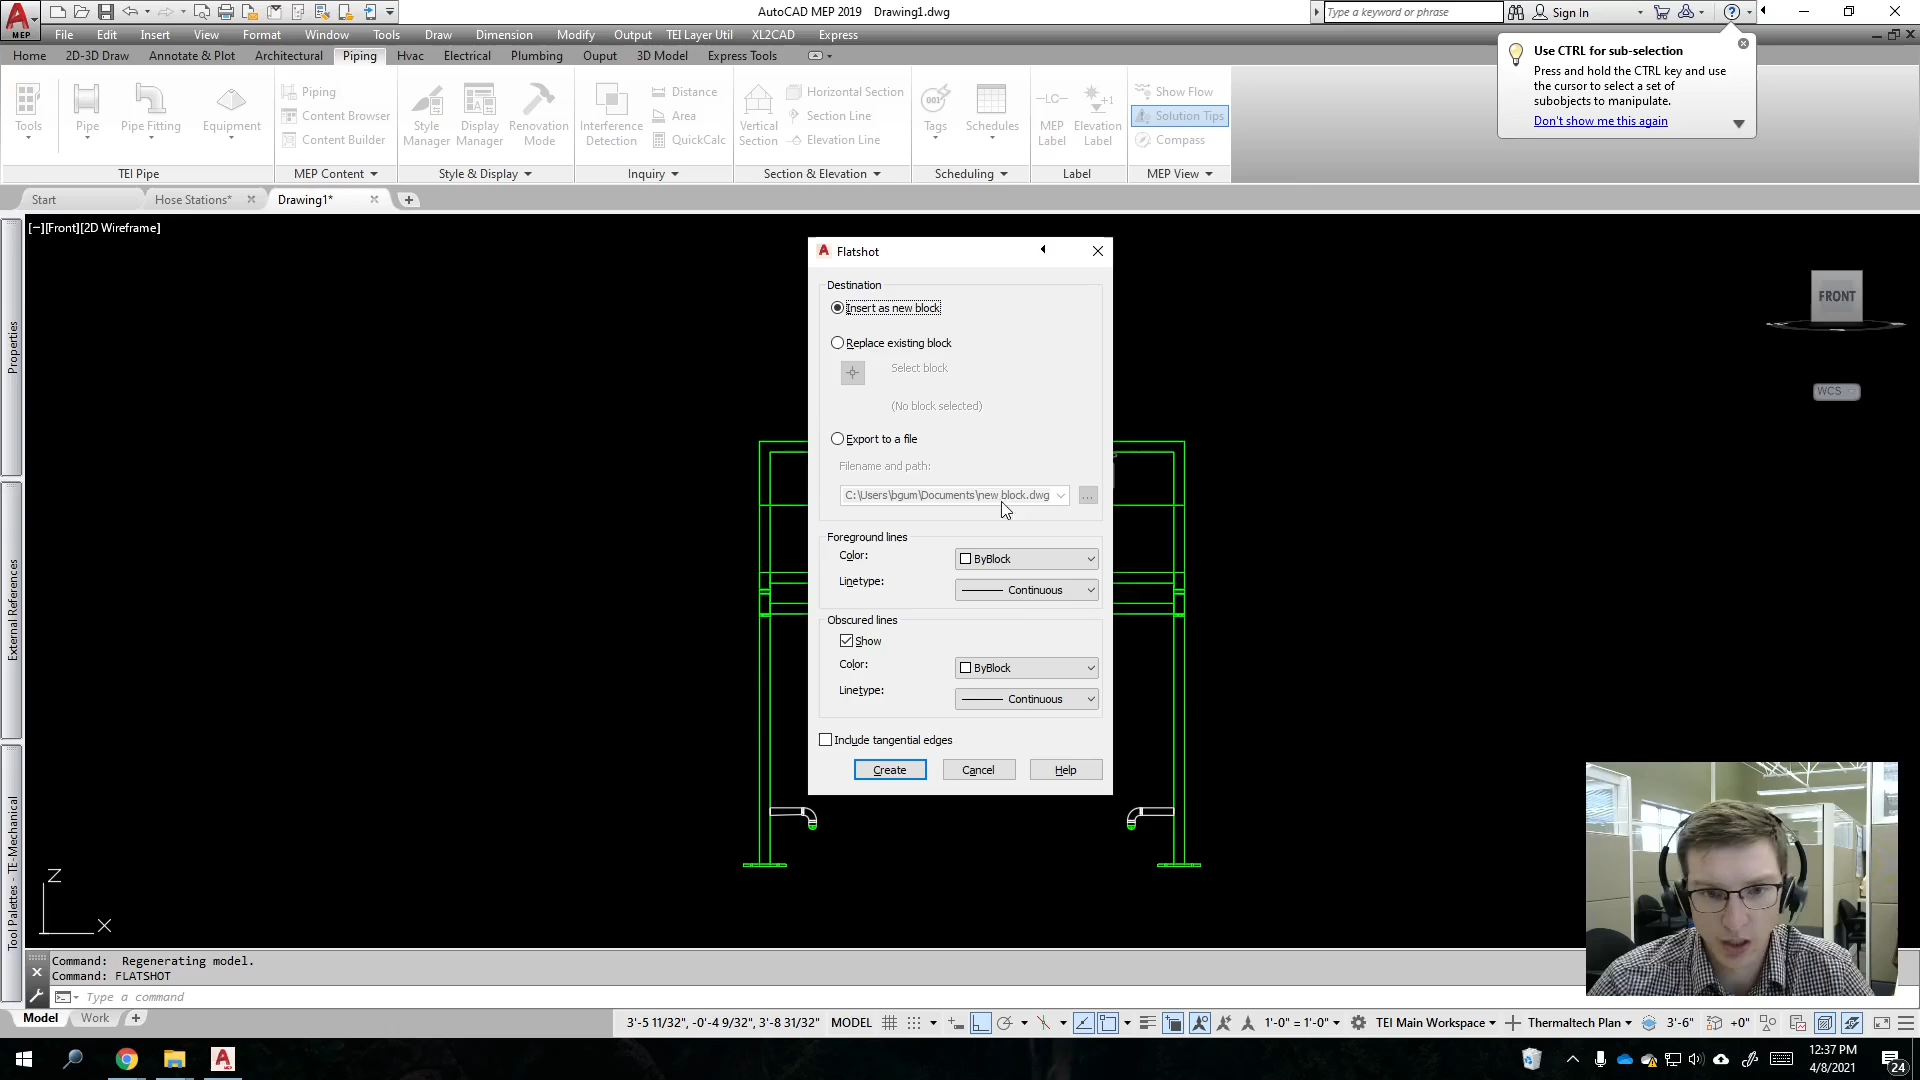 AutoCAD MEP 2019 Drawing1.dwg
Type a keyword or phrase
Sign In
MEP
File Edit Insert View Format Window Tools Draw Dimension Modify Output TEI Layer Util XL2CAD Express
Home 2D-3D Draw Annotate & Plot Architectural Piping Hvac Electrical Plumbing Ouput 3D Model Express Tools
Tools
Pipe
Pipe Fitting
Equipment
TEI Pipe
Piping
Content Browser
Content Builder
MEP Content
Style
Manager
Display
Manager
Renovation
Mode
Style & Display
Interference
Detection
Distance
Area
QuickCalc
Inquiry
Vertical
Section
Horizontal Section
Section Line
Elevation Line
Section & Elevation
Tags
Schedules
Scheduling
MEP
Label
Elevation
Label
Label
Show Flow
Solution Tips
Compass
MEP View
Use CTRL for sub-selection
Press and hold the CTRL key and use
the cursor to select a set of
subobjects to manipulate.
Don't show me this again
Start
Hose Stations*
Drawing1*
[−][Front][2D Wireframe]
Properties
External References
Tool Palettes - TE-Mechanical
FRONT
WCS
Flatshot
Destination
Insert as new block
Replace existing block
Select block
(No block selected)
Export to a file
Filename and path:
C:\Users\bgum\Documents\new block.dwg
...
Foreground lines
Color:
ByBlock
Linetype:
Continuous
Obscured lines
Show
Color:
ByBlock
Linetype:
Continuous
Include tangential edges
Create
Cancel
Help
Z
X
Command: Regenerating model.
Command: FLATSHOT
Type a command
Model
Work
3'-5 11/32", -0'-4 9/32", 3'-8 31/32"
MODEL
1'-0" = 1'-0"
TEI Main Workspace
Thermaltech Plan
3'-6"
+0"
12:37 PM
4/8/2021
24